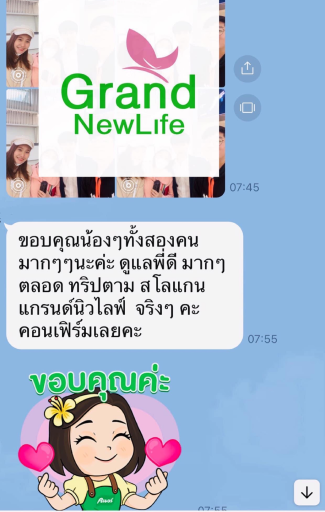 Grand
NewLife
07:45
ขอบคุณน้องๆทั้งสองคน
มากๆๆนะค่ะ ดูแลพี่ดี มากๆ
ตลอด ทริปตาม สโลแกน
แกรนด์นิวไลฟ์  จริงๆ คะ
คอนเฟิร์มเลยคะ
07:55
ขอบคุณค่ะ
07:55